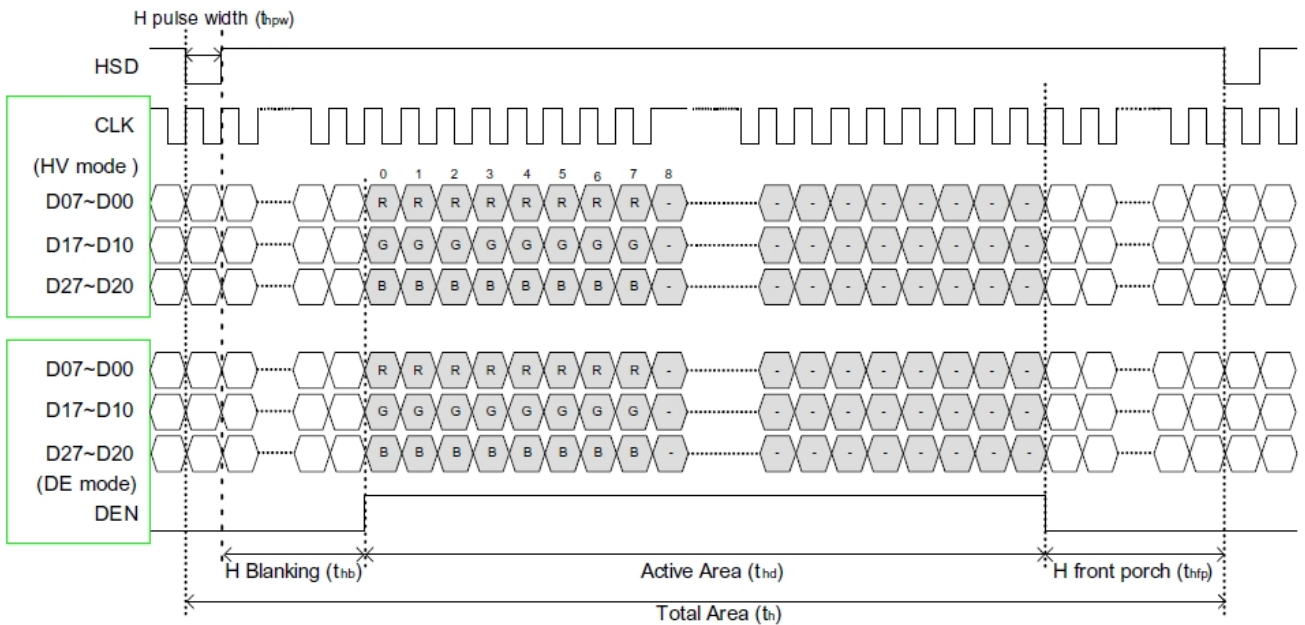 H pulse width (thpw)
HSD
CLK
(HV mode )
0 1 2 3 4 5 6 7 8
D07~D00 R R R R R R R R - - - - - - - - -
D17~D10 G G G G G G G G - - - - - - - - -
D27~D20 B B B B B B B B - - - - - - - - -
D07~D00 R R R R R R R R - - - - - - - - -
D17~D10 G G G G G G G G - - - - - - - - -
D27~D20 B B B B B B B B - - - - - - - - -
(DE mode)
DEN
H Blanking (thb) Active Area (thd) H front porch (thfp)
Total Area (th)